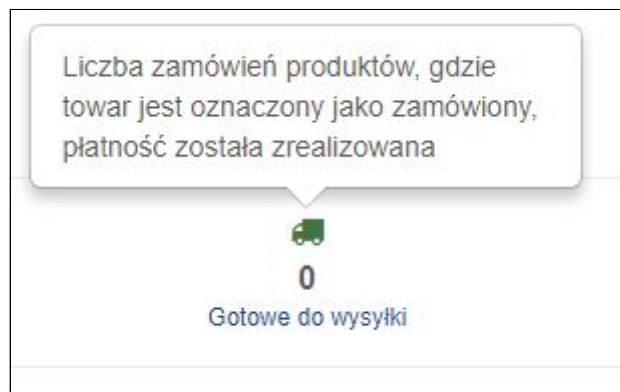 Liczba zamówień produktów, gdzie
towar jest oznaczony jako zamówiony,
płatność została zrealizowana
0
Gotowe do wysyłki